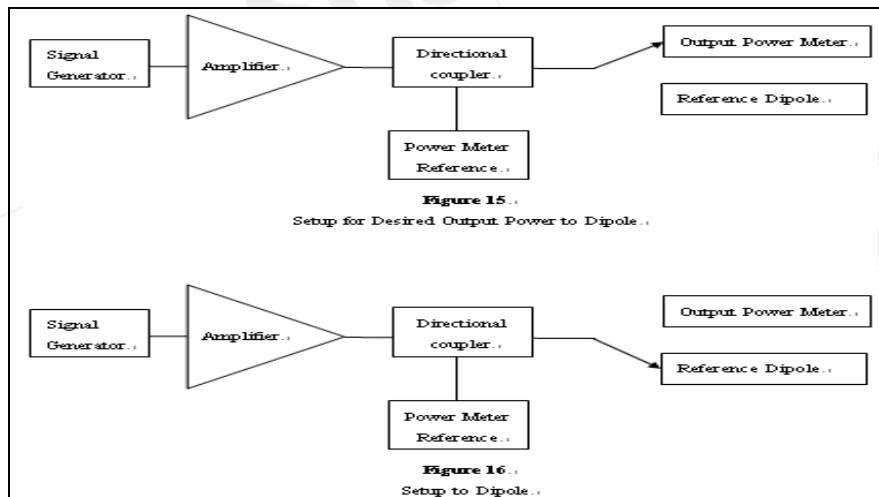 Signal
Generator.
Amplifier.
Directional
coupler.
Output Power Meter.
Reference Dipole.
Power Meter
Reference.
Figure 15.
Setup for Desired Output Power to Dipole.
Signal
Generator.
Amplifier.
Directional
coupler.
Output Power Meter.
Reference Dipole.
Power Meter
Reference.
Figure 16.
Setup to Dipole.